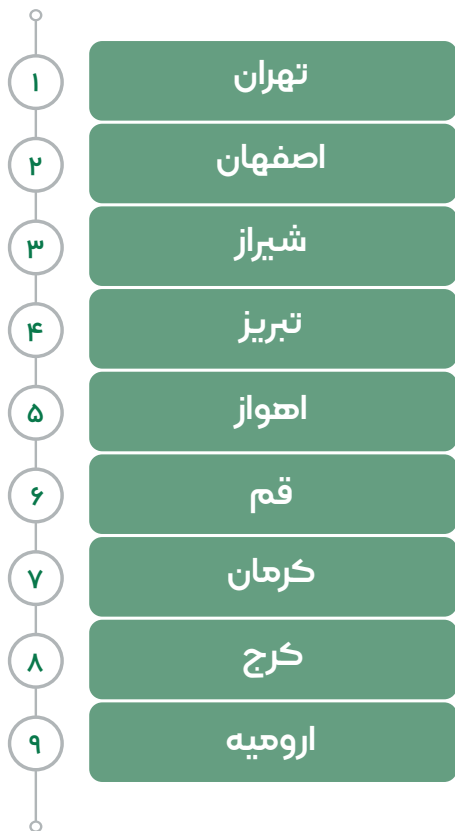 ۱ تهران
۲ اصفهان
۳ شیراز
۴ تبریز
۵ اهواز
۶ قم
۷ کرمان
۸ کرج
۹ ارومیه